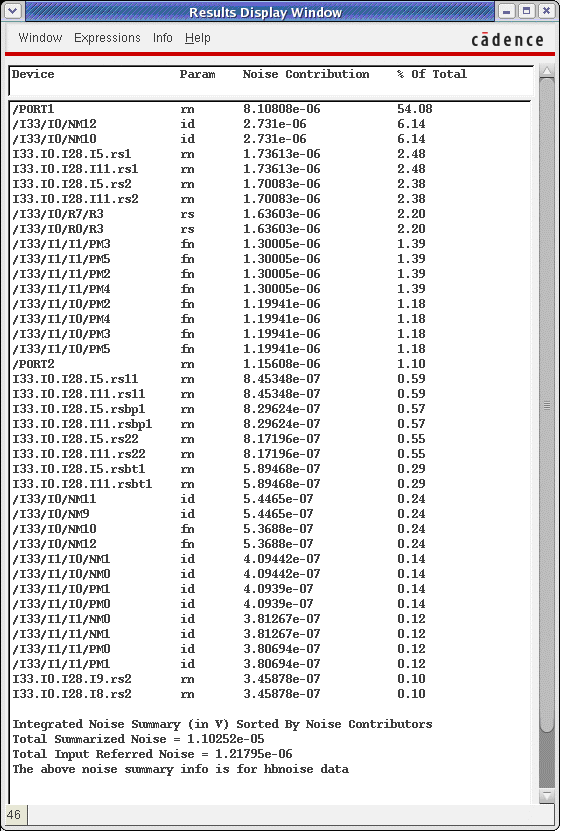 Results Display Window
Window Expressions Info Help
cādence
Device Param Noise Contribution % Of Total
/PORT1 rn 8.10808e-06 54.08
/I33/I0/NM12 id 2.731e-06 6.14
/I33/I0/NM10 id 2.731e-06 6.14
I33.I0.I28.I5.rs1 rn 1.73613e-06 2.48
I33.I0.I28.I11.rs1 rn 1.73613e-06 2.48
I33.I0.I28.I5.rs2 rn 1.70083e-06 2.38
I33.I0.I28.I11.rs2 rn 1.70083e-06 2.38
/I33/I0/R7/R3 rs 1.63603e-06 2.20
/I33/I0/R0/R3 rs 1.63603e-06 2.20
/I33/I1/I1/PM3 fn 1.30005e-06 1.39
/I33/I1/I1/PM5 fn 1.30005e-06 1.39
/I33/I1/I1/PM2 fn 1.30005e-06 1.39
/I33/I1/I1/PM4 fn 1.30005e-06 1.39
/I33/I1/I0/PM2 fn 1.19941e-06 1.18
/I33/I1/I0/PM4 fn 1.19941e-06 1.18
/I33/I1/I0/PM3 fn 1.19941e-06 1.18
/I33/I1/I0/PM5 fn 1.19941e-06 1.18
/PORT2 rn 1.15608e-06 1.10
I33.I0.I28.I5.rs11 rn 8.45348e-07 0.59
I33.I0.I28.I11.rs11 rn 8.45348e-07 0.59
I33.I0.I28.I5.rsbp1 rn 8.29624e-07 0.57
I33.I0.I28.I11.rsbp1 rn 8.29624e-07 0.57
I33.I0.I28.I5.rs22 rn 8.17196e-07 0.55
I33.I0.I28.I11.rs22 rn 8.17196e-07 0.55
I33.I0.I28.I5.rsbt1 rn 5.89468e-07 0.29
I33.I0.I28.I11.rsbt1 rn 5.89468e-07 0.29
/I33/I0/NM11 id 5.4465e-07 0.24
/I33/I0/NM9 id 5.4465e-07 0.24
/I33/I0/NM10 fn 5.3688e-07 0.24
/I33/I0/NM12 fn 5.3688e-07 0.24
/I33/I1/I0/NM1 id 4.09442e-07 0.14
/I33/I1/I0/NM0 id 4.09442e-07 0.14
/I33/I1/I0/PM1 id 4.0939e-07 0.14
/I33/I1/I0/PM0 id 4.0939e-07 0.14
/I33/I1/I1/NM0 id 3.81267e-07 0.12
/I33/I1/I1/NM1 id 3.81267e-07 0.12
/I33/I1/I1/PM0 id 3.80694e-07 0.12
/I33/I1/I1/PM1 id 3.80694e-07 0.12
I33.I0.I28.I9.rs2 rn 3.45878e-07 0.10
I33.I0.I28.I8.rs2 rn 3.45878e-07 0.10
Integrated Noise Summary (in V) Sorted By Noise Contributors
Total Summarized Noise = 1.10252e-05
Total Input Referred Noise = 1.21795e-06
The above noise summary info is for hbnoise data
46